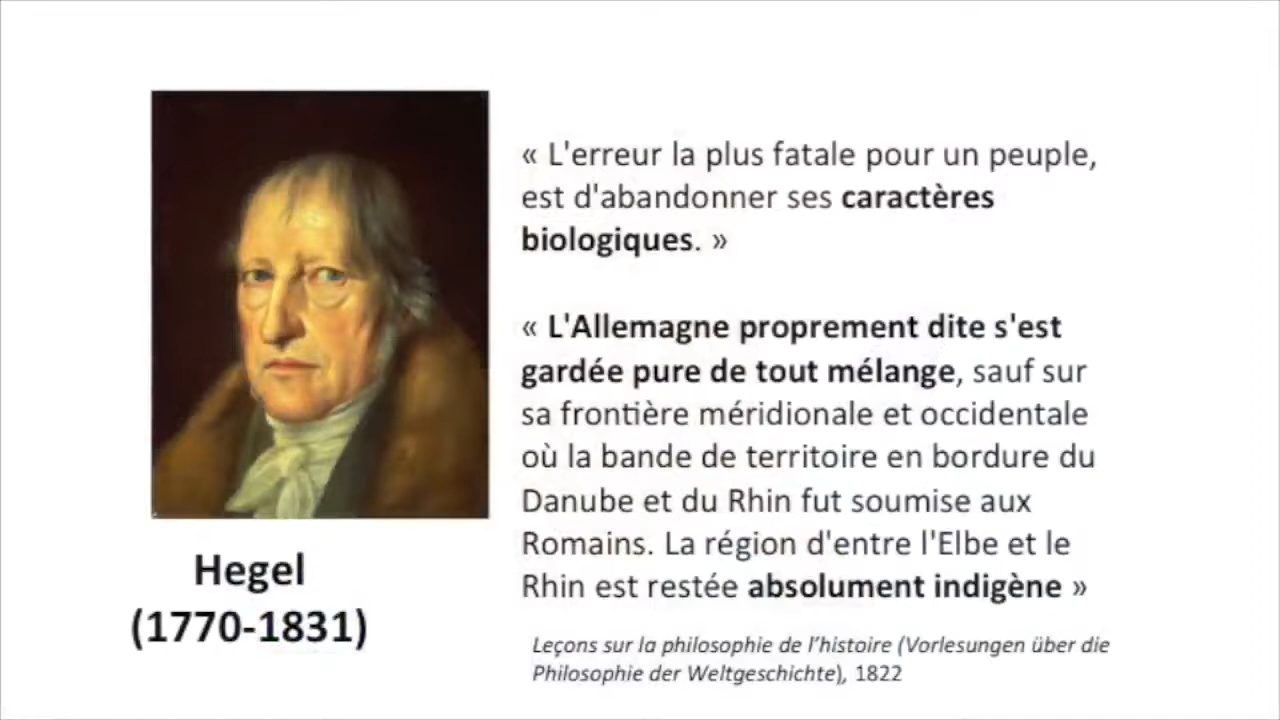 « L'erreur la plus fatale pour un peuple,
est d'abandonner ses caractères
biologiques. »
« L'Allemagne proprement dite s'est
gardée pure de tout mélange, sauf sur
sa frontière méridionale et occidentale
où la bande de territoire en bordure du
Danube et du Rhin fut soumise aux
Romains. La région d'entre l'Elbe et le
Rhin est restée absolument indigène »
Leçons sur la philosophie de l’histoire (Vorlesungen über die
Philosophie der Weltgeschichte), 1822
Hegel
(1770-1831)